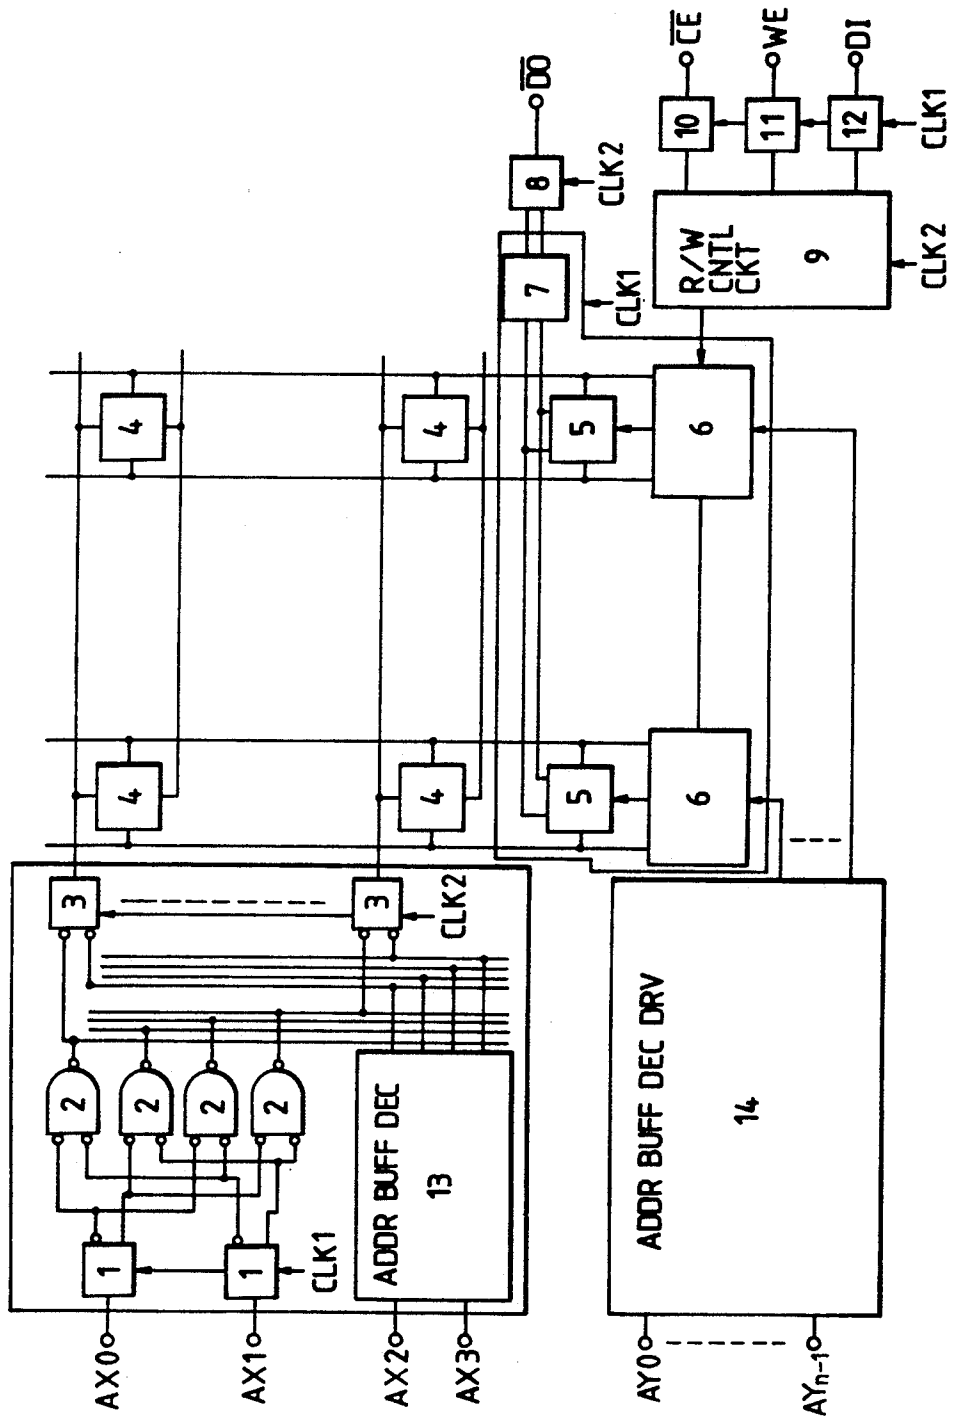 AX0
AX1
AX2
AX3
AY0
AYn-1
1
1
CLK1
2
2
2
2
ADDR BUFF DEC
13
3
3
CLK2
ADDR BUFF DEC DRV
14
4
4
4
4
5
5
6
6
7
CLK1
8
CLK2
D̅O̅
R/W
CNTL
CKT
9
CLK2
10
11
12
CLK1
C̅E̅
WE
DI